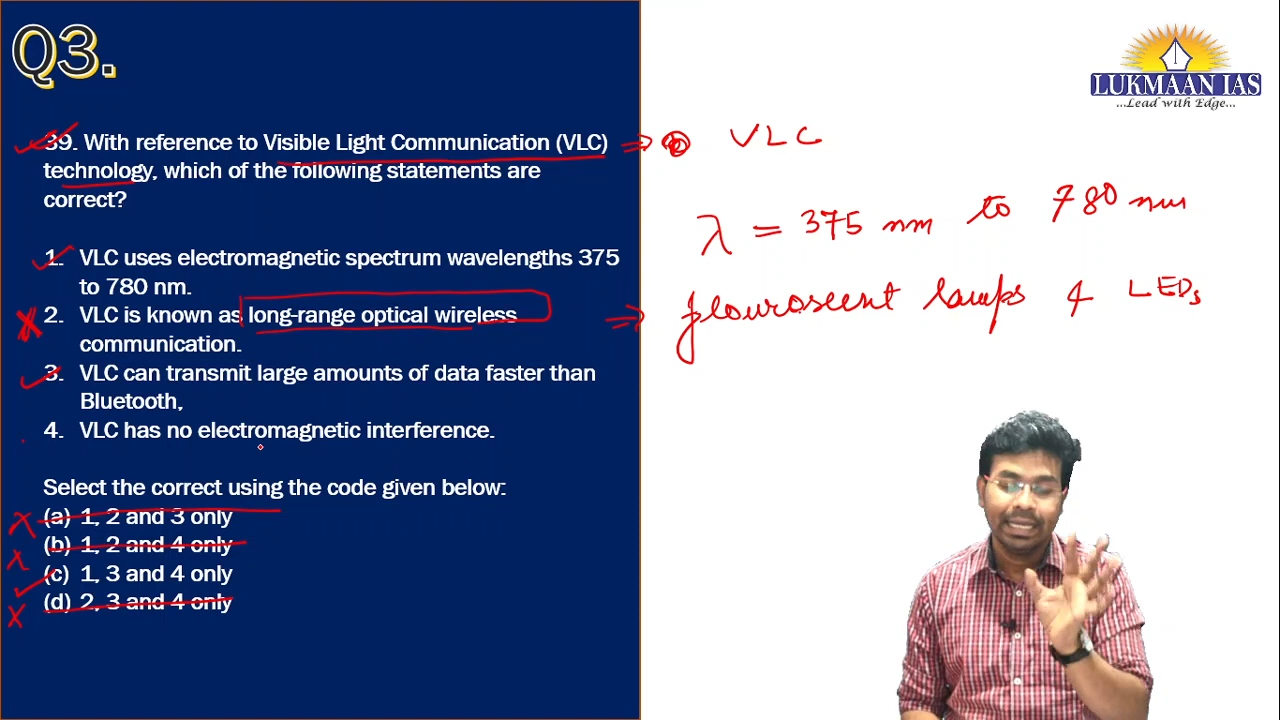 Q3.
LUKMAAN IAS
...Lead with Edge...
39. With reference to Visible Light Communication (VLC)
technology, which of the following statements are
correct?
1. VLC uses electromagnetic spectrum wavelengths 375
to 780 nm.
2. VLC is known as long-range optical wireless
communication.
3. VLC can transmit large amounts of data faster than
Bluetooth,
4. VLC has no electromagnetic interference.
Select the correct using the code given below:
(a) 1, 2 and 3 only
(b) 1, 2 and 4 only
(c) 1, 3 and 4 only
(d) 2, 3 and 4 only
VLC
λ = 375 nm to 780 nm
flouroscent lamps & LEDs